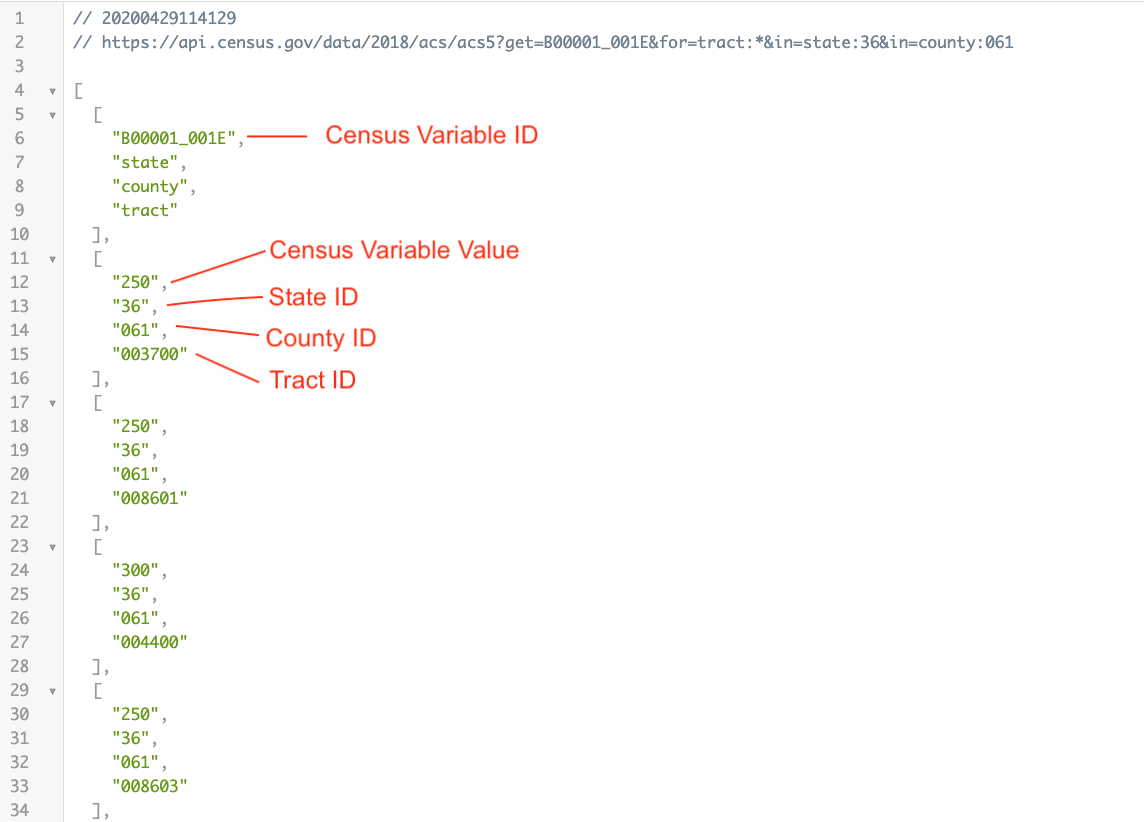 1 // 20200429114129
2 // https://api.census.gov/data/2018/acs/acs5?get=B00001_001E&for=tract:*&in=state:36&in=county:061
3
4 ▾ [
5 ▾ [
6 "B00001_001E", Census Variable ID
7 "state",
8 "county",
9 "tract"
10 ],
11 ▾ [ Census Variable Value
12 "250",
13 "36", State ID
14 "061", County ID
15 "003700"
16 ], Tract ID
17 ▾ [
18 "250",
19 "36",
20 "061",
21 "008601"
22 ],
23 ▾ [
24 "300",
25 "36",
26 "061",
27 "004400"
28 ],
29 ▾ [
30 "250",
31 "36",
32 "061",
33 "008603"
34 ],